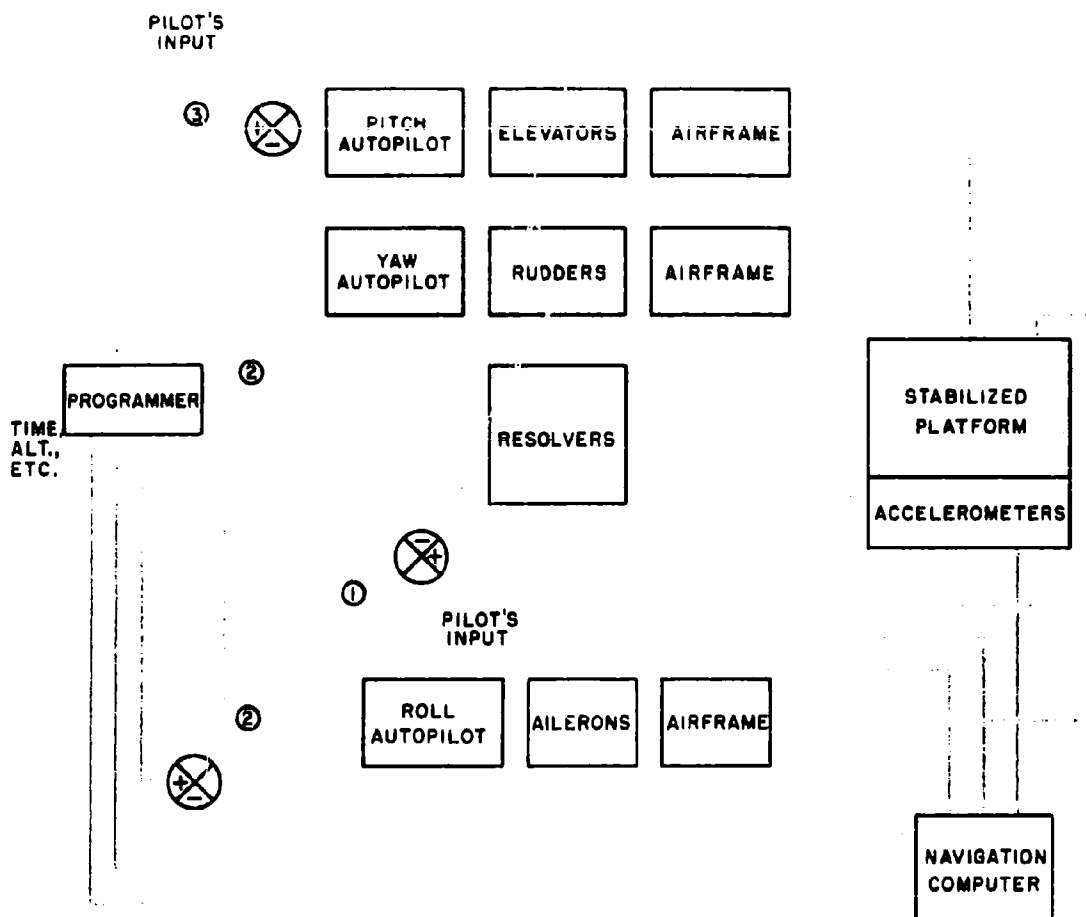 PILOT'S
INPUT
③
+
-
PITCH
AUTOPILOT
ELEVATORS
AIRFRAME
YAW
AUTOPILOT
RUDDERS
AIRFRAME
②
PROGRAMMER
TIME,
ALT.,
ETC.
RESOLVERS
STABILIZED
PLATFORM
ACCELEROMETERS
-
+
①
PILOT'S
INPUT
②
ROLL
AUTOPILOT
AILERONS
AIRFRAME
+
-
NAVIGATION
COMPUTER